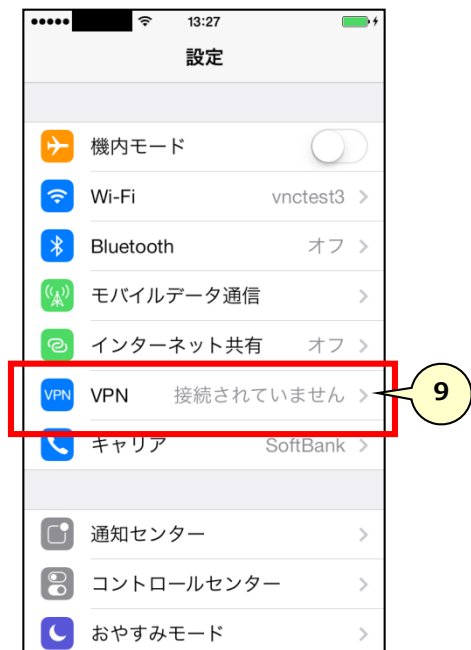 13:27
設定
機内モード
Wi-Fi vnctest3
Bluetooth オフ
モバイルデータ通信
インターネット共有 オフ
VPN VPN 接続されていません
9
キャリア SoftBank
通知センター
コントロールセンター
おやすみモード